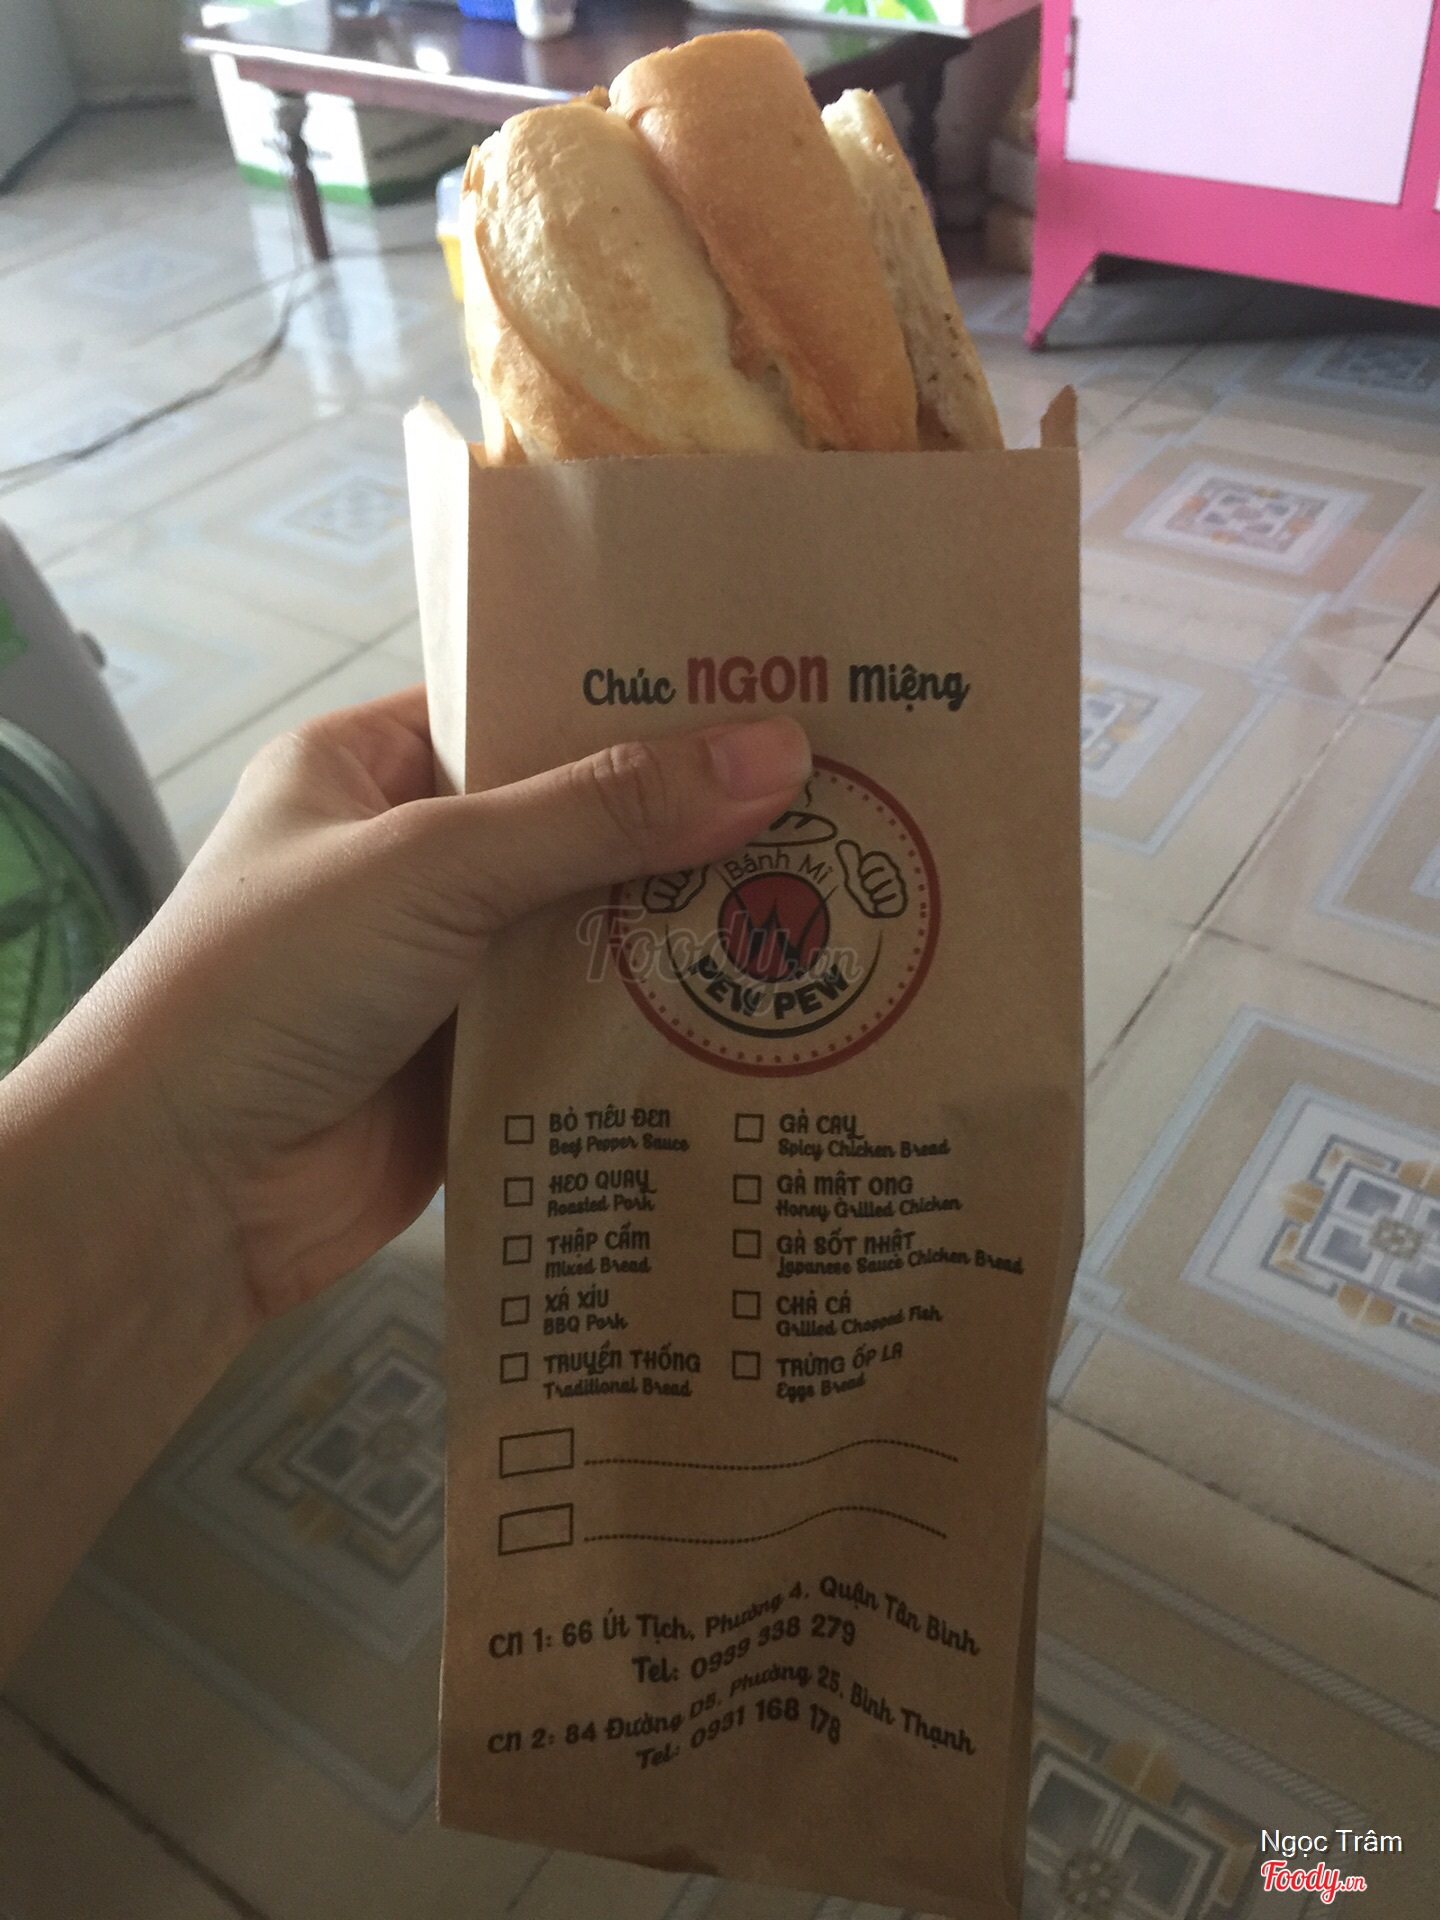 Chúc NGON Miệng
Bánh Mì
PEW PEW
Foody.vn
BÒ TIÊU ĐEN
Beef Pepper Sauce
HEO QUAY
Roasted Pork
THẬP CẨM
Mixed Bread
XÁ XÍU
BBQ Pork
TRUYỀN THỐNG
Traditional Bread
GÀ CAY
Spicy Chicken Bread
GÀ MẬT ONG
Honey Grilled Chicken
GÀ SỐT NHẬT
Japanese Sauce Chicken Bread
CHẢ CÁ
Grilled Chopped Fish
TRỨNG ỐP LA
Eggs Bread
CN 1: 66 Út Tịch, Phường 4, Quận Tân Bình
Tel: 0939 338 279
CN 2: 84 Đường D5, Phường 25, Bình Thạnh
Tel: 0931 168 178
Ngọc Trâm
Foody.vn